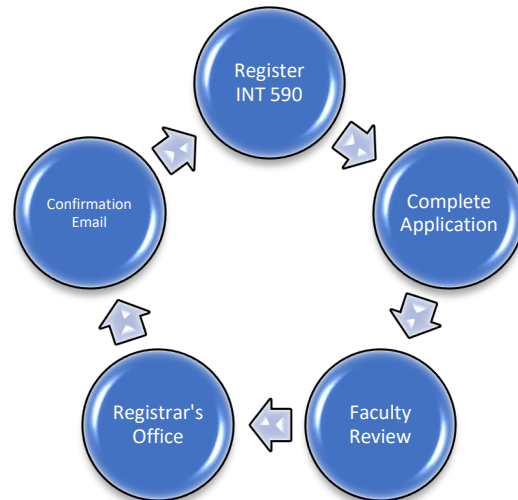 Register
INT 590
Complete
Application
Faculty
Review
Registrar's
Office
Confirmation
Email